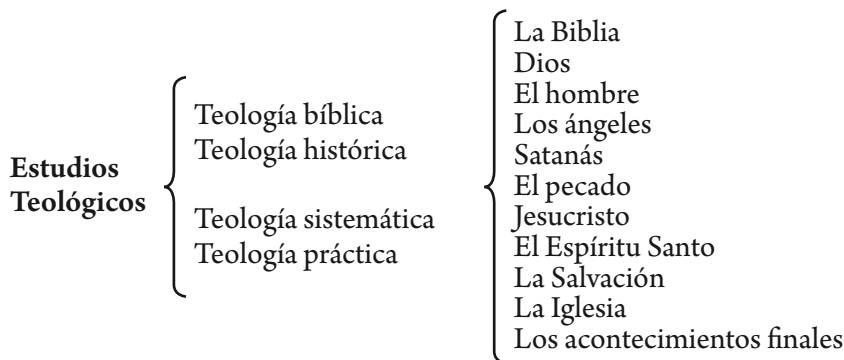 Estudios
Teológicos
Teología bíblica
Teología histórica
Teología sistemática
Teología práctica
La Biblia
Dios
El hombre
Los ángeles
Satanás
El pecado
Jesucristo
El Espíritu Santo
La Salvación
La Iglesia
Los acontecimientos finales